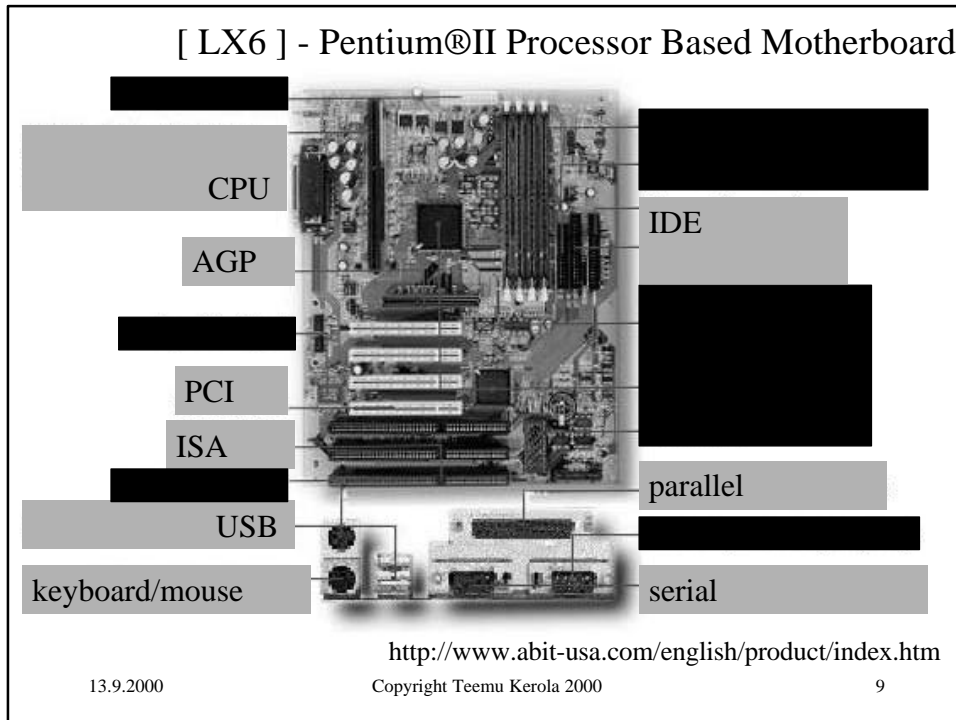 [ LX6 ] - Pentium®II Processor Based Motherboard
CPU
IDE
AGP
PCI
ISA
parallel
USB
keyboard/mouse
serial
http://www.abit-usa.com/english/product/index.htm
13.9.2000
Copyright Teemu Kerola 2000
9